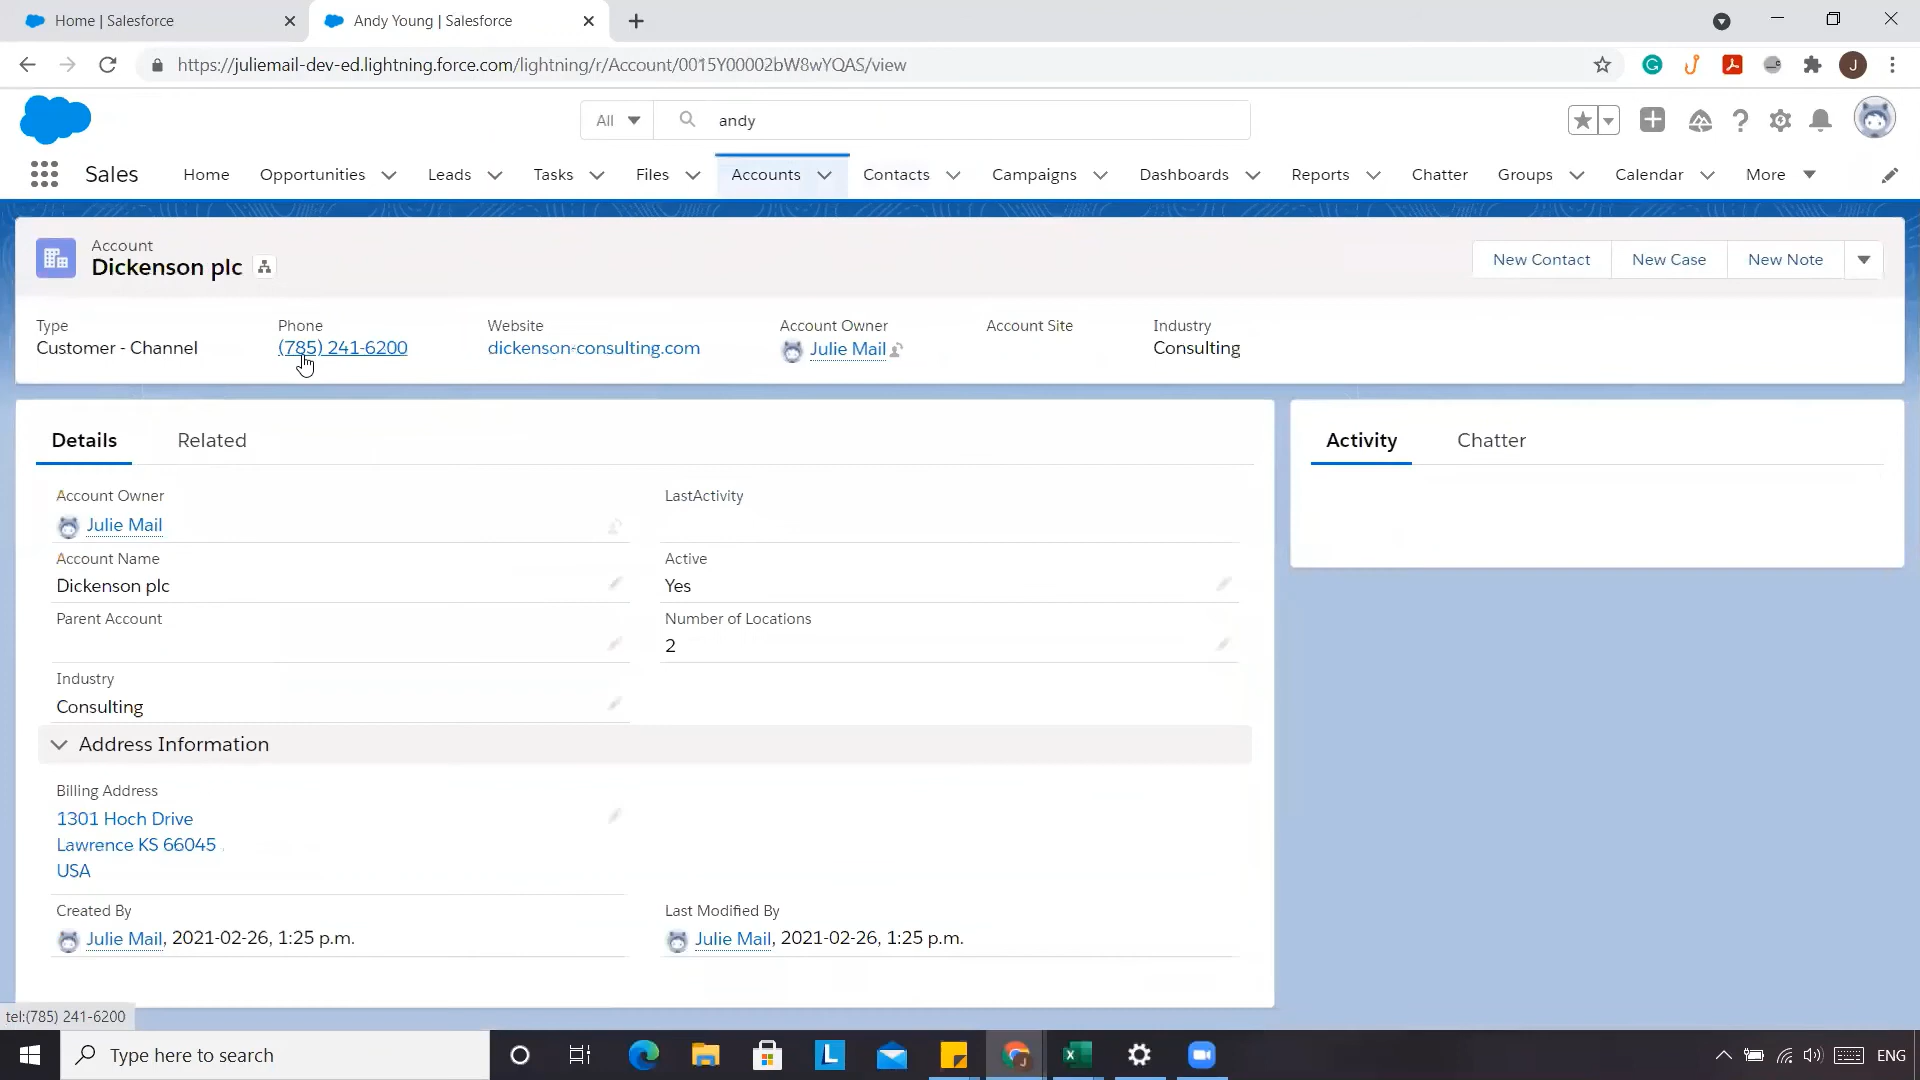 Home | Salesforce
Andy Young | Salesforce
https://juliemail-dev-ed.lightning.force.com/lightning/r/Account/0015Y00002bW8wYQAS/view
J
All
andy
Sales
Home
Opportunities
Leads
Tasks
Files
Accounts
Contacts
Campaigns
Dashboards
Reports
Chatter
Groups
Calendar
More
Account
Dickenson plc
New Contact
New Case
New Note
Type
Phone
Website
Account Owner
Account Site
Industry
Customer - Channel
(785) 241-6200
dickenson-consulting.com
Julie Mail
Consulting
Details
Related
Activity
Chatter
Account Owner
LastActivity
Julie Mail
Account Name
Active
Dickenson plc
Yes
Parent Account
Number of Locations
2
Industry
Consulting
Address Information
Billing Address
1301 Hoch Drive
Lawrence KS 66045
USA
Created By
Last Modified By
Julie Mail, 2021-02-26, 1:25 p.m.
Julie Mail, 2021-02-26, 1:25 p.m.
tel:(785) 241-6200
Type here to search
ENG